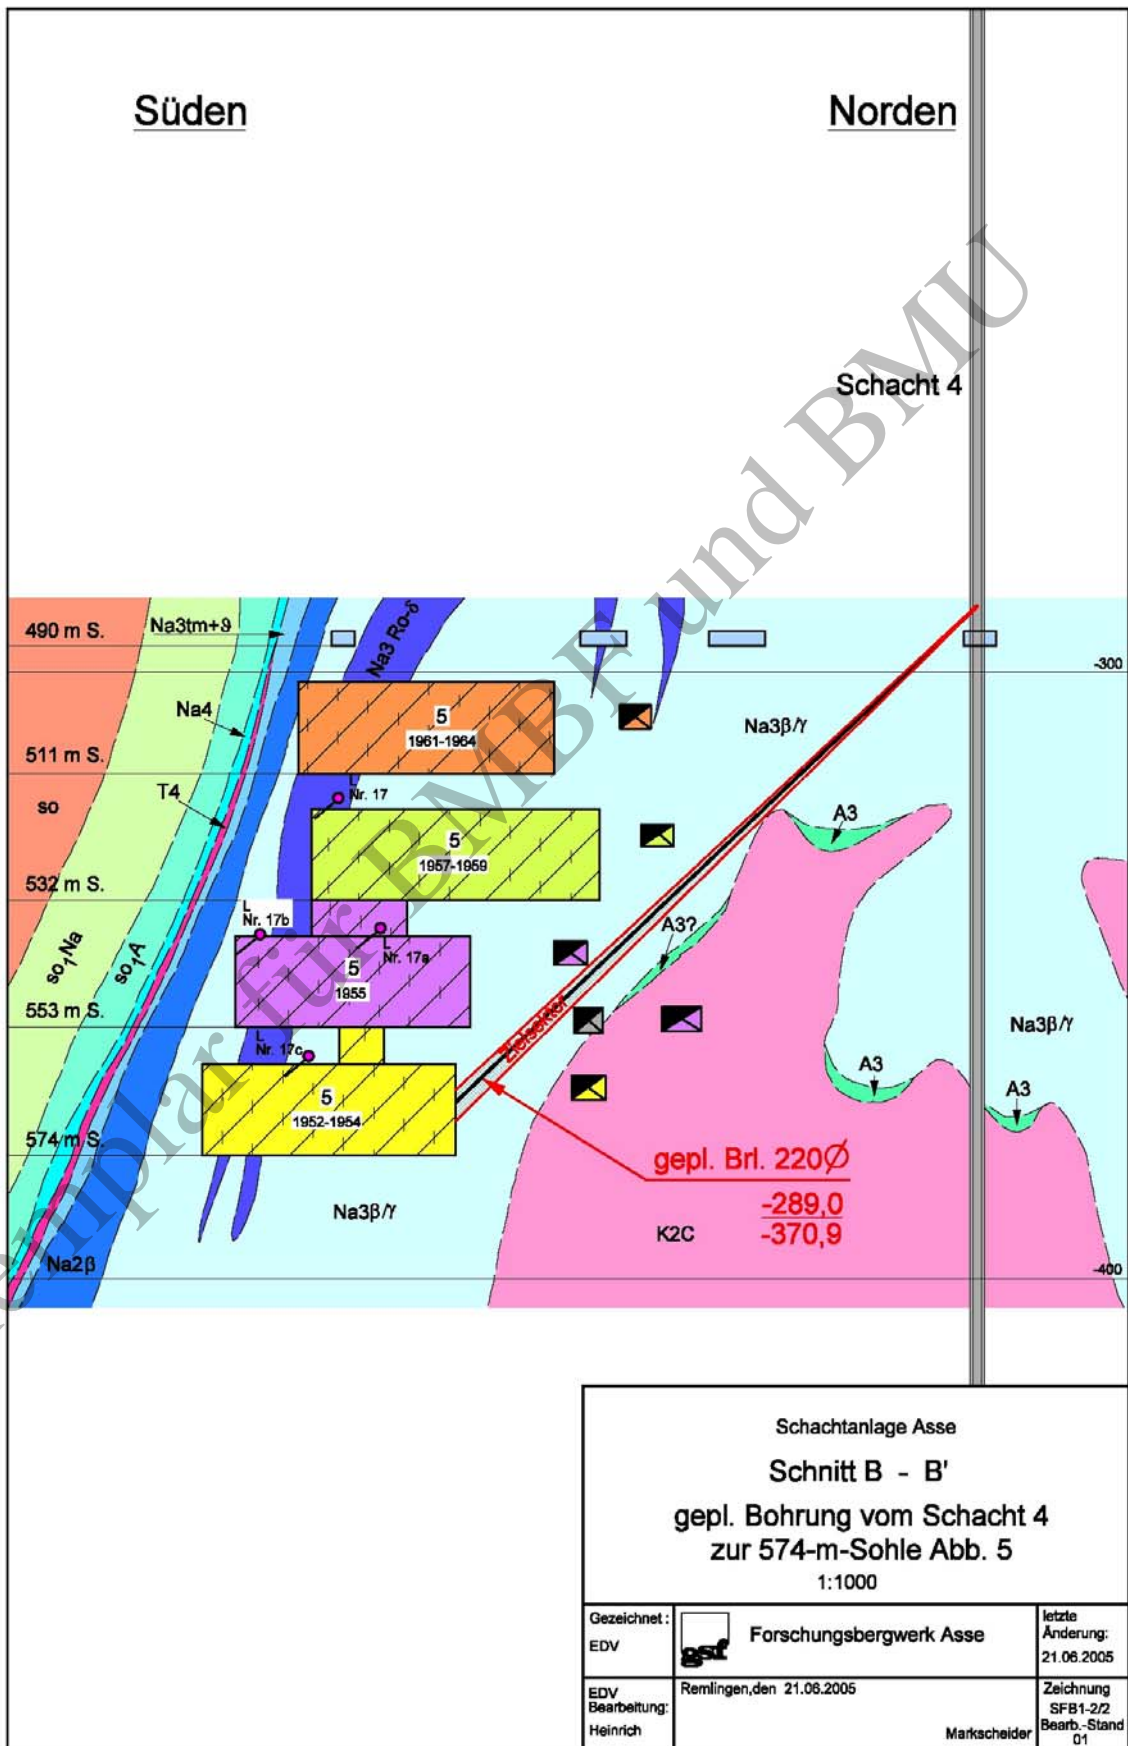 Süden
Norden
Schacht 4
490 m S.
Na3tm+ϑ
Na3 Ro-δ
-300
Na4
5
1961-1964
Na3β/γ
511 m S.
T4
L
Nr. 17
so
A3
5
1957-1959
532 m S.
L
Nr. 17b
A3?
L
Nr. 17a
so₁Na
so₁A
5
1955
553 m S.
Zielsektor
Na3β/γ
L
Nr. 17c
A3
A3
5
1952-1954
574 m S.
gepl. Brl. 220Ø
-289,0
-370,9
Na3β/γ
K2C
Na2β
-400
emplar für BMBF und BMU
Schachtanlage Asse
Schnitt B - B'
gepl. Bohrung vom Schacht 4
zur 574-m-Sohle Abb. 5
1:1000
Gezeichnet :
EDV
gsf
Forschungsbergwerk Asse
letzte
Änderung:
21.06.2005
EDV
Bearbeitung:
Heinrich
Remlingen,den 21.06.2005
Markscheider
Zeichnung
SFB1-2/2
Bearb.-Stand
01